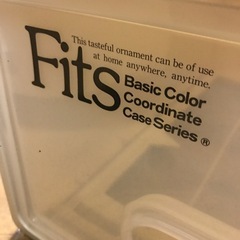 This tasteful ornament can be of use
at home anywhere, anytime.
Fits
Basic Color
Coordinate
Case Series ®